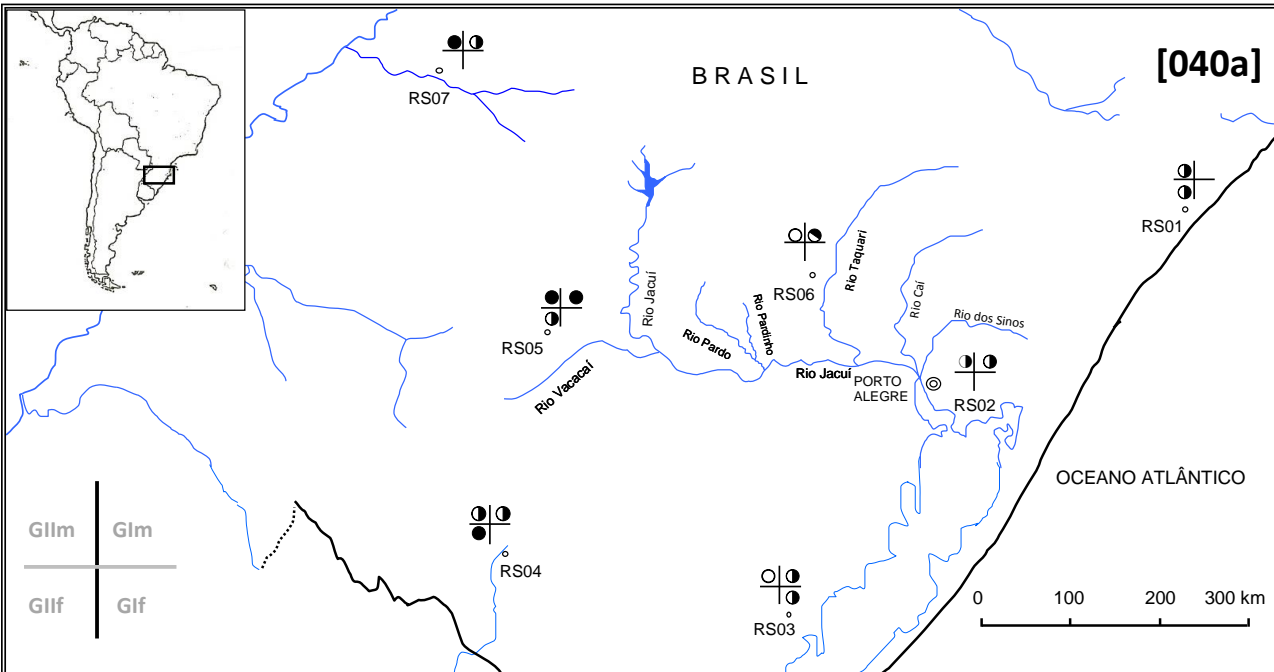 [040a]
BRASIL
RS07
RS01
RS06
Rio Taquari
Rio Jacuí
Rio Caí
RS05
Rio Pardo
Rio Pardinho
Rio dos Sinos
Rio Vacacaí
Rio Jacuí
PORTO
ALEGRE
RS02
OCEANO ATLÂNTICO
GIIm
GIm
GIIf
GIf
RS04
RS03
0 100 200 300 km